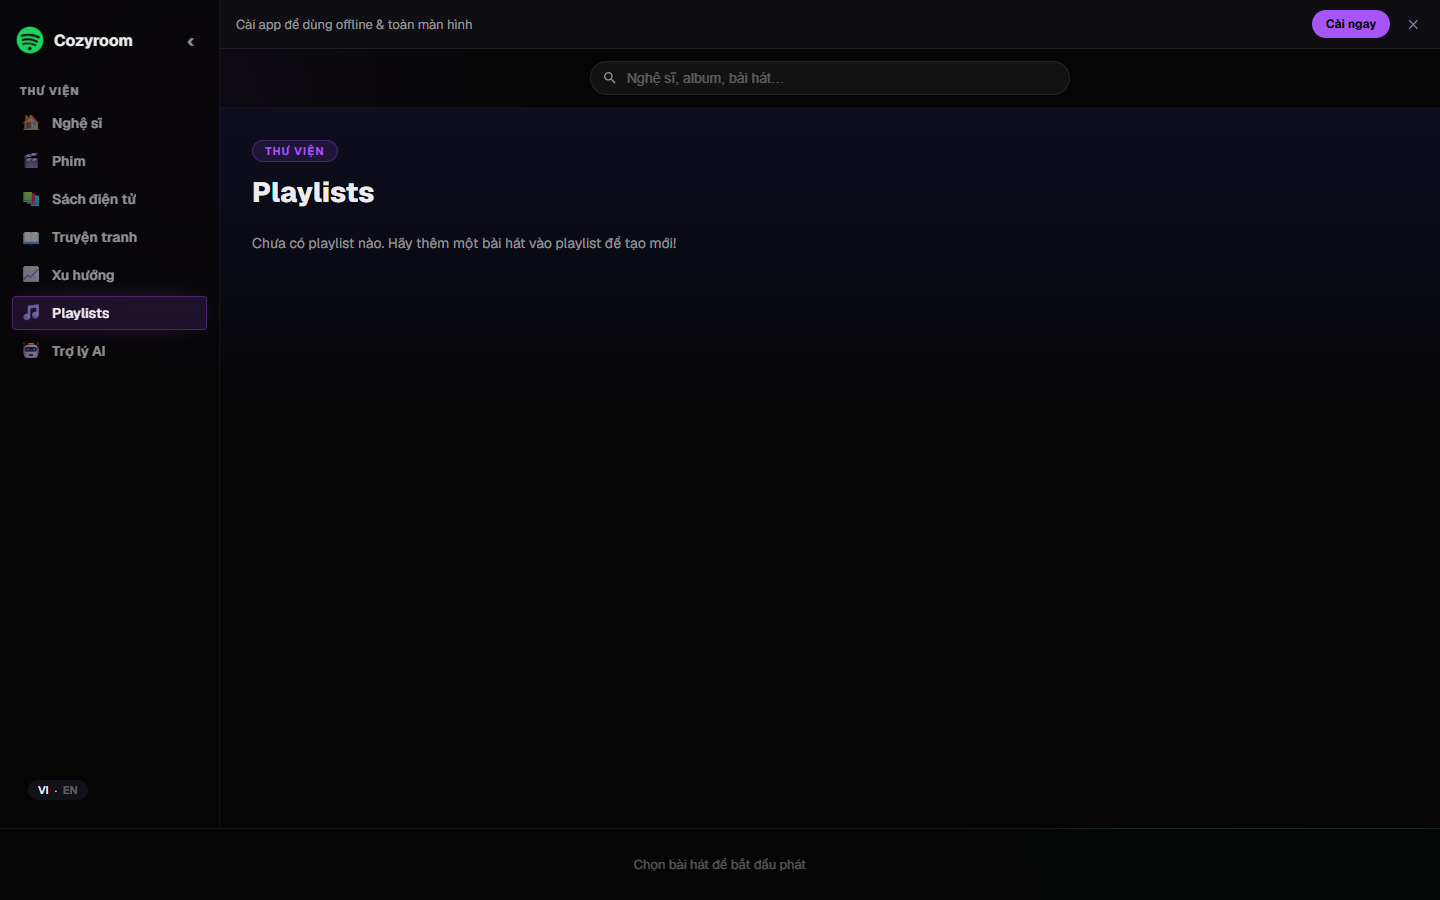 Cozyroom
THƯ VIỆN
Nghệ sĩ
Phim
Sách điện tử
Truyện tranh
Xu hướng
Playlists
Trợ lý AI
VI · EN
Cài app để dùng offline & toàn màn hình
Cài ngay
Nghệ sĩ, album, bài hát...
THƯ VIỆN
Playlists
Chưa có playlist nào. Hãy thêm một bài hát vào playlist để tạo mới!
Chọn bài hát để bắt đầu phát